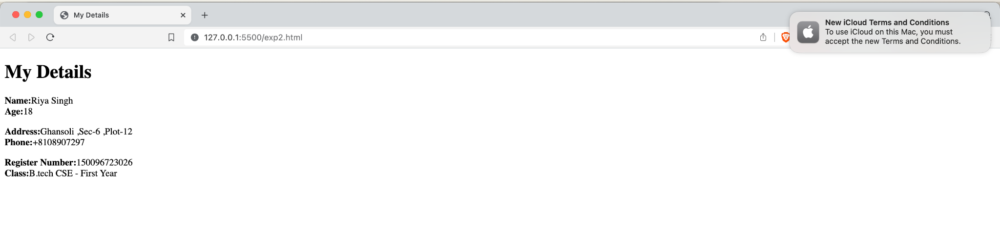 My Details
New iCloud Terms and Conditions
To use iCloud on this Mac, you must
accept the new Terms and Conditions.
127.0.0.1:5500/exp2.html
My Details
Name:Riya Singh
Age:18
Address:Ghansoli ,Sec-6 ,Plot-12
Phone:+8108907297
Register Number:150096723026
Class:B.tech CSE - First Year